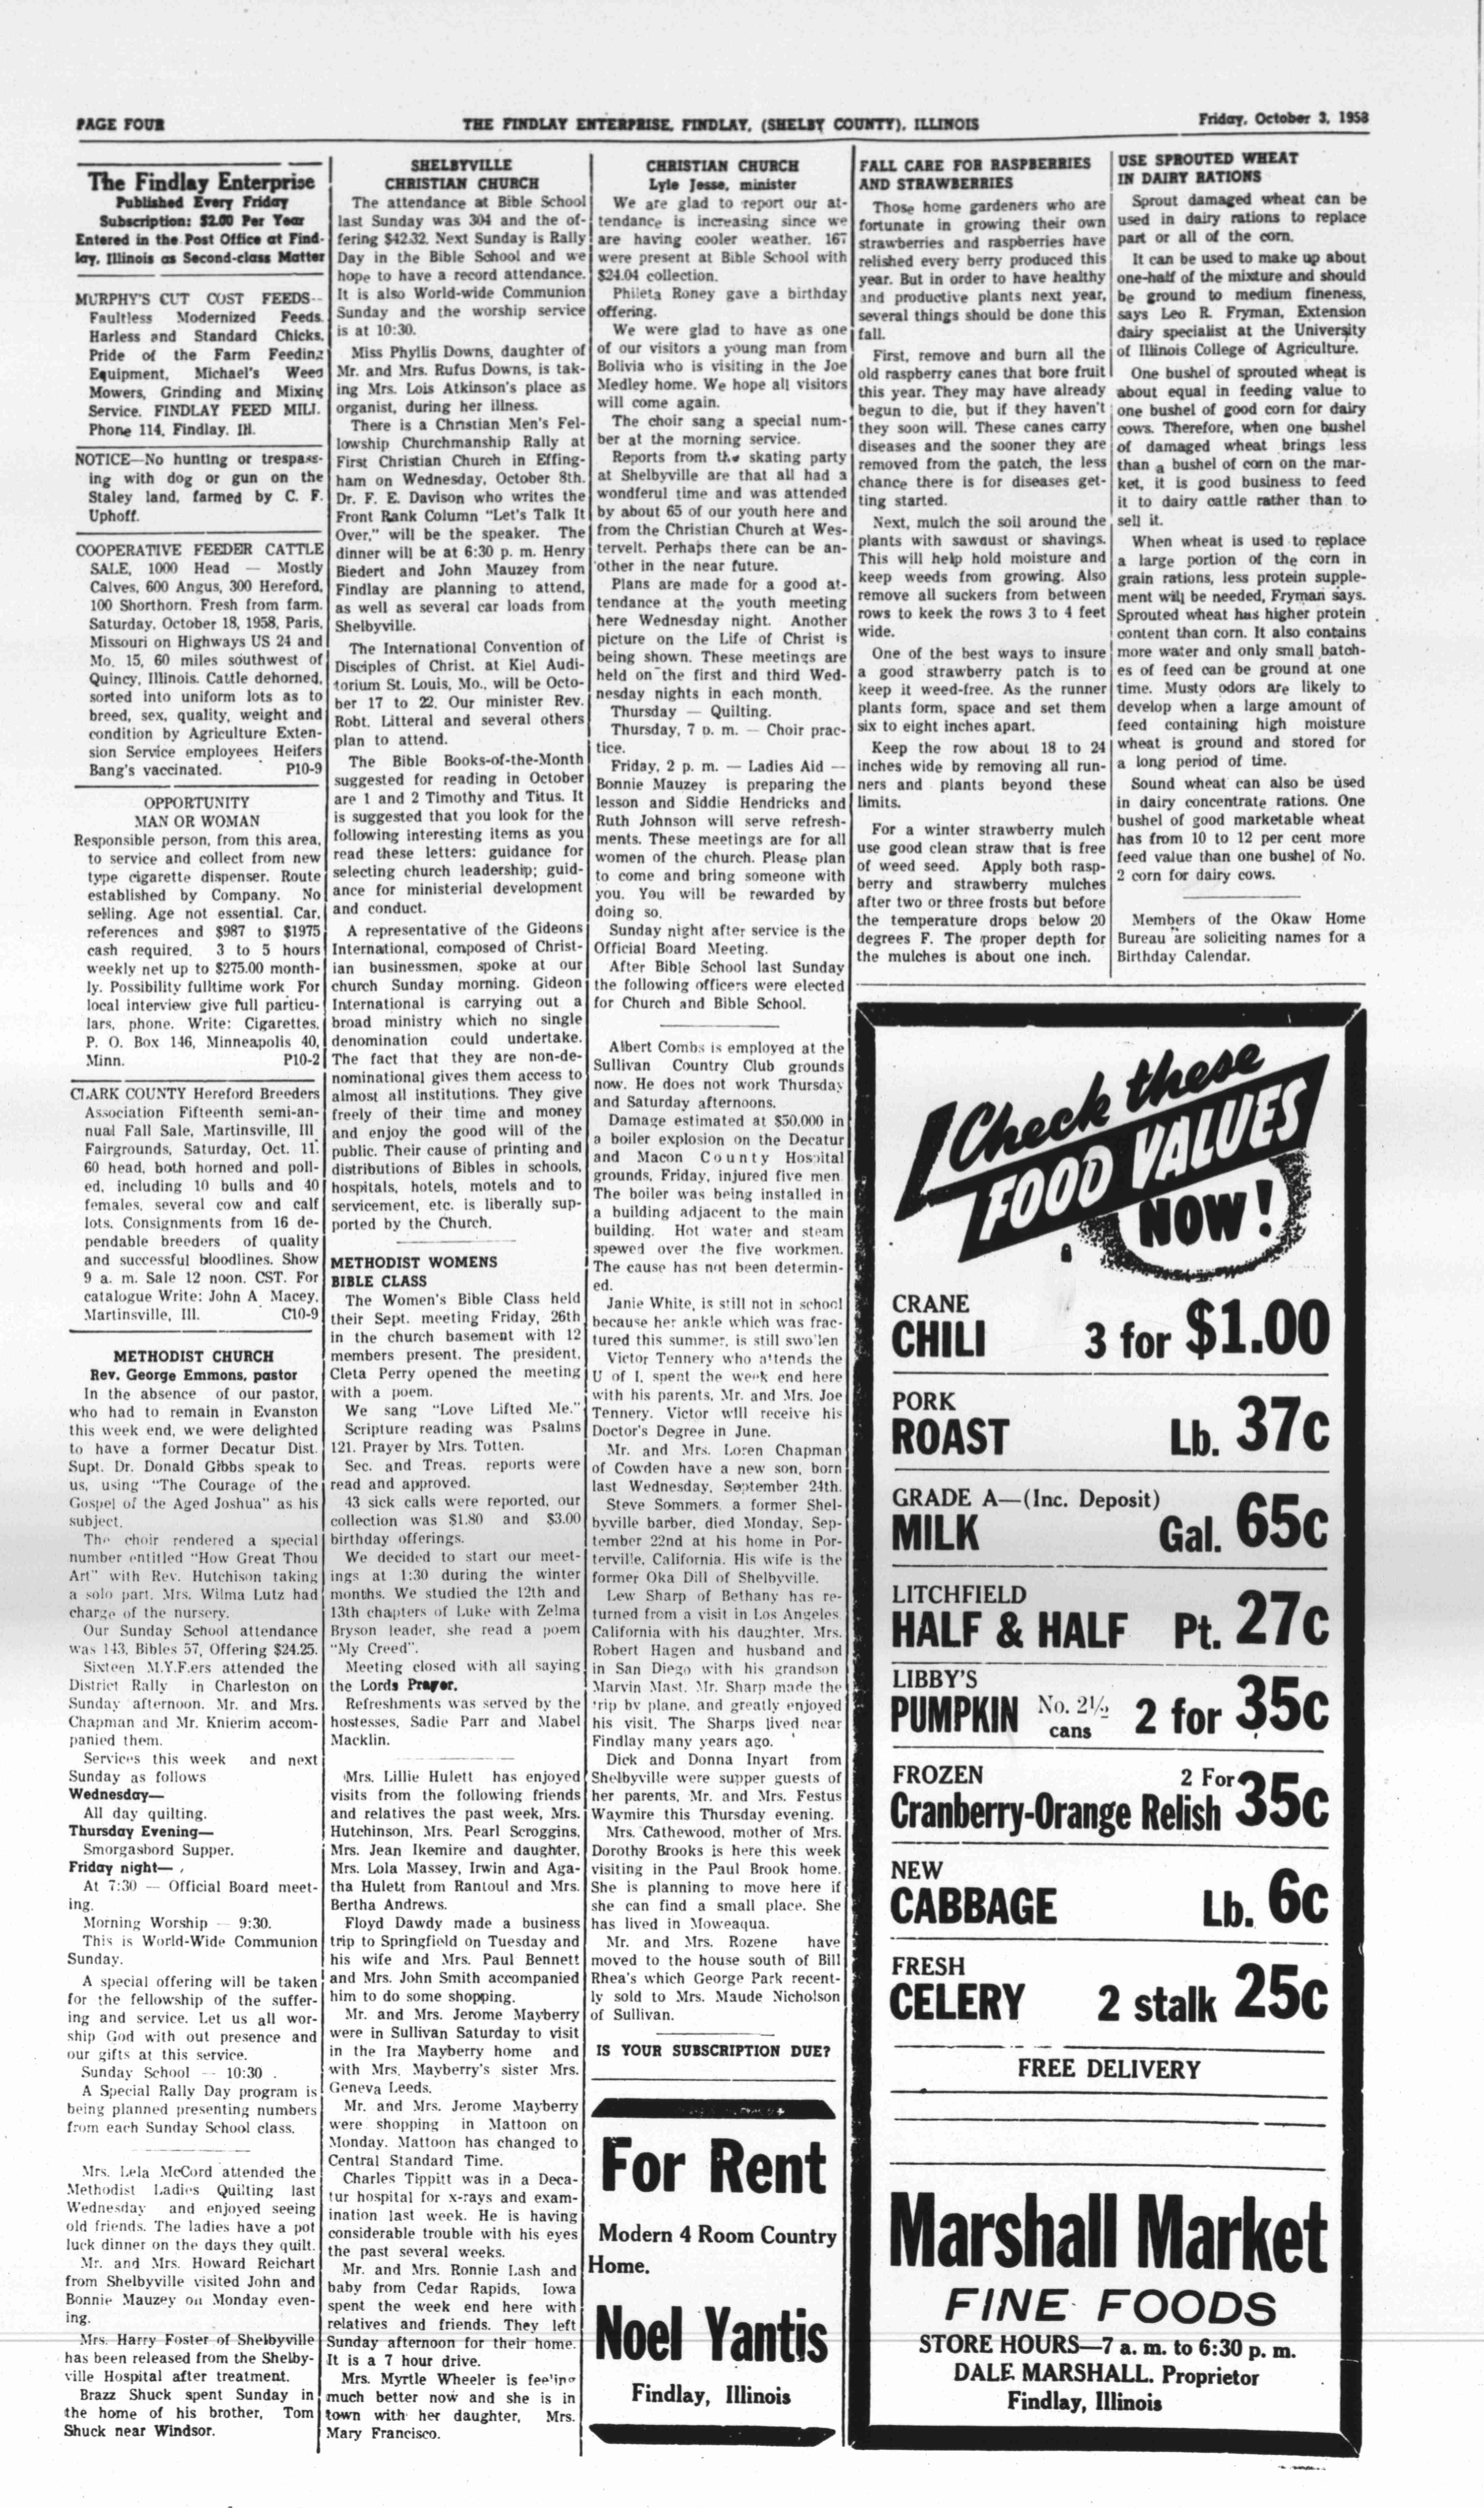 PAGE FOUR
THE FINDLAY ENTERPRISE, FINDLAY, (SHELBY COUNTY), ILLINOIS
Friday, October 3, 1958
The Findlay Enterprise
Published Every Friday
Subscription: $2.00 Per Year
Entered in the Post Office at Find-
lay, Illinois as Second-class Matter
MURPHY'S CUT COST FEEDS--
Faultless Modernized Feeds.
Harless and Standard Chicks.
Pride of the Farm Feeding
Equipment, Michael's Weed
Mowers, Grinding and Mixing
Service. FINDLAY FEED MILL.
Phone 114, Findlay. Ill.
NOTICE—No hunting or trespass-
ing with dog or gun on the
Staley land, farmed by C. F.
Uphoff.
COOPERATIVE FEEDER CATTLE
SALE, 1000 Head — Mostly
Calves, 600 Angus, 300 Hereford,
100 Shorthorn. Fresh from farm.
Saturday, October 18, 1958, Paris,
Missouri on Highways US 24 and
Mo. 15, 60 miles southwest of
Quincy, Illinois. Cattle dehorned,
sorted into uniform lots as to
breed, sex, quality, weight and
condition by Agriculture Exten-
sion Service employees Heifers
Bang's vaccinated. P10-9
OPPORTUNITY
MAN OR WOMAN
Responsible person, from this area,
to service and collect from new
type cigarette dispenser. Route
established by Company. No
selling. Age not essential. Car,
references and $987 to $1975
cash required. 3 to 5 hours
weekly net up to $275.00 month-
ly. Possibility fulltime work For
local interview give full particu-
lars, phone. Write: Cigarettes,
P. O. Box 146, Minneapolis 40,
Minn. P10-2
CLARK COUNTY Hereford Breeders
Association Fifteenth semi-an-
nual Fall Sale, Martinsville, Ill
Fairgrounds, Saturday, Oct. 11.
60 head, both horned and poll-
ed, including 10 bulls and 40
females, several cow and calf
lots. Consignments from 16 de-
pendable breeders of quality
and successful bloodlines. Show
9 a. m. Sale 12 noon. CST. For
catalogue Write: John A Macey,
Martinsville, Ill. C10-9
METHODIST CHURCH
Rev. George Emmons, pastor
In the absence of our pastor,
who had to remain in Evanston
this week end, we were delighted
to have a former Decatur Dist.
Supt. Dr. Donald Gibbs speak to
us, using "The Courage of the
Gospel of the Aged Joshua" as his
subject.
The choir rendered a special
number entitled "How Great Thou
Art" with Rev. Hutchison taking
a solo part. Mrs. Wilma Lutz had
charge of the nursery.
Our Sunday School attendance
was 143, Bibles 57, Offering $24.25.
Sixteen M.Y.F.ers attended the
District Rally in Charleston on
Sunday afternoon. Mr. and Mrs.
Chapman and Mr. Knierim accom-
panied them.
Services this week and next
Sunday as follows
Wednesday—
All day quilting.
Thursday Evening—
Smorgasbord Supper.
Friday night—
At 7:30 — Official Board meet-
ing.
Morning Worship — 9:30.
This is World-Wide Communion
Sunday.
A special offering will be taken
for the fellowship of the suffer-
ing and service. Let us all wor-
ship God with out presence and
our gifts at this service.
Sunday School — 10:30 .
A Special Rally Day program is
being planned presenting numbers
from each Sunday School class.
Mrs. Lela McCord attended the
Methodist Ladies Quilting last
Wednesday and enjoyed seeing
old friends. The ladies have a pot
luck dinner on the days they quilt.
Mr. and Mrs. Howard Reichart
from Shelbyville visited John and
Bonnie Mauzey on Monday even-
ing.
Mrs. Harry Foster of Shelbyville
has been released from the Shelby-
ville Hospital after treatment.
Brazz Shuck spent Sunday in
the home of his brother, Tom
Shuck near Windsor.
SHELBYVILLE
CHRISTIAN CHURCH
The attendance at Bible School
last Sunday was 304 and the of-
fering $42.32. Next Sunday is Rally
Day in the Bible School and we
hope to have a record attendance.
It is also World-wide Communion
Sunday and the worship service
is at 10:30.
Miss Phyllis Downs, daughter of
Mr. and Mrs. Rufus Downs, is tak-
ing Mrs. Lois Atkinson's place as
organist, during her illness.
There is a Christian Men's Fel-
lowship Churchmanship Rally at
First Christian Church in Effing-
ham on Wednesday, October 8th.
Dr. F. E. Davison who writes the
Front Rank Column "Let's Talk It
Over," will be the speaker. The
dinner will be at 6:30 p. m. Henry
Biedert and John Mauzey from
Findlay are planning to attend,
as well as several car loads from
Shelbyville.
The International Convention of
Disciples of Christ, at Kiel Audi-
torium St. Louis, Mo., will be Octo-
ber 17 to 22. Our minister Rev.
Robt. Litteral and several others
plan to attend.
The Bible Books-of-the-Month
suggested for reading in October
are 1 and 2 Timothy and Titus. It
is suggested that you look for the
following interesting items as you
read these letters: guidance for
selecting church leadership; guid-
ance for ministerial development
and conduct.
A representative of the Gideons
International, composed of Christ-
ian businessmen, spoke at our
church Sunday morning. Gideon
International is carrying out a
broad ministry which no single
denomination could undertake.
The fact that they are non-de-
nominational gives them access to
almost all institutions. They give
freely of their time and money
and enjoy the good will of the
public. Their cause of printing and
distributions of Bibles in schools,
hospitals, hotels, motels and to
servicement, etc. is liberally sup-
ported by the Church.
METHODIST WOMENS
BIBLE CLASS
The Women's Bible Class held
their Sept. meeting Friday, 26th
in the church basement with 12
members present. The president,
Cleta Perry opened the meeting
with a poem.
We sang "Love Lifted Me."
Scripture reading was Psalms
121. Prayer by Mrs. Totten.
Sec. and Treas. reports were
read and approved.
43 sick calls were reported, our
collection was $1.80 and $3.00
birthday offerings.
We decided to start our meet-
ings at 1:30 during the winter
months. We studied the 12th and
13th chapters of Luke with Zelma
Bryson leader, she read a poem
"My Creed".
Meeting closed with all saying
the Lords Prayer.
Refreshments was served by the
hostesses, Sadie Parr and Mabel
Macklin.
Mrs. Lillie Hulett has enjoyed
visits from the following friends
and relatives the past week, Mrs.
Hutchinson, Mrs. Pearl Scroggins,
Mrs. Jean Ikemire and daughter,
Mrs. Lola Massey, Irwin and Aga-
tha Hulett from Rantoul and Mrs.
Bertha Andrews.
Floyd Dawdy made a business
trip to Springfield on Tuesday and
his wife and Mrs. Paul Bennett
and Mrs. John Smith accompanied
him to do some shopping.
Mr. and Mrs. Jerome Mayberry
were in Sullivan Saturday to visit
in the Ira Mayberry home and
with Mrs. Mayberry's sister Mrs.
Geneva Leeds.
Mr. and Mrs. Jerome Mayberry
were shopping in Mattoon on
Monday. Mattoon has changed to
Central Standard Time.
Charles Tippitt was in a Deca-
tur hospital for x-rays and exam-
ination last week. He is having
considerable trouble with his eyes
the past several weeks.
Mr. and Mrs. Ronnie Lash and
baby from Cedar Rapids, Iowa
spent the week end here with
relatives and friends. They left
Sunday afternoon for their home.
It is a 7 hour drive.
Mrs. Myrtle Wheeler is feeling
much better now and she is in
town with her daughter, Mrs.
Mary Francisco.
CHRISTIAN CHURCH
Lyle Jesse, minister
We are glad to report our at-
tendance is increasing since we
are having cooler weather. 167
were present at Bible School with
$24.04 collection.
Phileta Roney gave a birthday
offering.
We were glad to have as one
of our visitors a young man from
Bolivia who is visiting in the Joe
Medley home. We hope all visitors
will come again.
The choir sang a special num-
ber at the morning service.
Reports from the skating party
at Shelbyville are that all had a
wondferul time and was attended
by about 65 of our youth here and
from the Christian Church at Wes-
tervelt. Perhaps there can be an-
other in the near future.
Plans are made for a good at-
tendance at the youth meeting
here Wednesday night. Another
picture on the Life of Christ is
being shown. These meetings are
held on the first and third Wed-
nesday nights in each month.
Thursday — Quilting.
Thursday, 7 p. m. — Choir prac-
tice.
Friday, 2 p. m. — Ladies Aid —
Bonnie Mauzey is preparing the
lesson and Siddie Hendricks and
Ruth Johnson will serve refresh-
ments. These meetings are for all
women of the church. Please plan
to come and bring someone with
you. You will be rewarded by
doing so.
Sunday night after service is the
Official Board Meeting.
After Bible School last Sunday
the following officers were elected
for Church and Bible School.
Albert Combs is employed at the
Sullivan Country Club grounds
now. He does not work Thursday
and Saturday afternoons.
Damage estimated at $50,000 in
a boiler explosion on the Decatur
and Macon County Hospital
grounds, Friday, injured five men
The boiler was being installed in
a building adjacent to the main
building. Hot water and steam
spewed over the five workmen.
The cause has not been determin-
ed.
Janie White, is still not in school
because her ankle which was frac-
tured this summer, is still swollen
Victor Tennery who attends the
U of I. spent the week end here
with his parents, Mr. and Mrs. Joe
Tennery. Victor will receive his
Doctor's Degree in June.
Mr. and Mrs. Loren Chapman
of Cowden have a new son, born
last Wednesday, September 24th.
Steve Sommers, a former Shel-
byville barber, died Monday, Sep-
tember 22nd at his home in Por-
terville, California. His wife is the
former Oka Dill of Shelbyville.
Lew Sharp of Bethany has re-
turned from a visit in Los Angeles
California with his daughter, Mrs.
Robert Hagen and husband and
in San Diego with his grandson
Marvin Mast. Mr. Sharp made the
trip by plane, and greatly enjoyed
his visit. The Sharps lived near
Findlay many years ago.
Dick and Donna Inyart from
Shelbyville were supper guests of
her parents, Mr. and Mrs. Festus
Waymire this Thursday evening.
Mrs. Cathewood, mother of Mrs.
Dorothy Brooks is here this week
visiting in the Paul Brook home.
She is planning to move here if
she can find a small place. She
has lived in Moweaqua.
Mr. and Mrs. Rozene have
moved to the house south of Bill
Rhea's which George Park recent-
ly sold to Mrs. Maude Nicholson
of Sullivan.
IS YOUR SUBSCRIPTION DUE?
For Rent
Modern 4 Room Country
Home.
Noel Yantis
Findlay, Illinois
FALL CARE FOR RASPBERRIES
AND STRAWBERRIES
Those home gardeners who are
fortunate in growing their own
strawberries and raspberries have
relished every berry produced this
year. But in order to have healthy
and productive plants next year,
several things should be done this
fall.
First, remove and burn all the
old raspberry canes that bore fruit
this year. They may have already
begun to die, but if they haven't
they soon will. These canes carry
diseases and the sooner they are
removed from the patch, the less
chance there is for diseases get-
ting started.
Next, mulch the soil around the
plants with sawdust or shavings.
This will help hold moisture and
keep weeds from growing. Also
remove all suckers from between
rows to keek the rows 3 to 4 feet
wide.
One of the best ways to insure
a good strawberry patch is to
keep it weed-free. As the runner
plants form, space and set them
six to eight inches apart.
Keep the row about 18 to 24
inches wide by removing all run-
ners and plants beyond these
limits.
For a winter strawberry mulch
use good clean straw that is free
of weed seed. Apply both rasp-
berry and strawberry mulches
after two or three frosts but before
the temperature drops below 20
degrees F. The proper depth for
the mulches is about one inch.
USE SPROUTED WHEAT
IN DAIRY RATIONS
Sprout damaged wheat can be
used in dairy rations to replace
part or all of the corn.
It can be used to make up about
one-half of the mixture and should
be ground to medium fineness,
says Leo R. Fryman, Extension
dairy specialist at the University
of Illinois College of Agriculture.
One bushel of sprouted wheat is
about equal in feeding value to
one bushel of good corn for dairy
cows. Therefore, when one bushel
of damaged wheat brings less
than a bushel of corn on the mar-
ket, it is good business to feed
it to dairy cattle rather than to
sell it.
When wheat is used to replace
a large portion of the corn in
grain rations, less protein supple-
ment will be needed, Fryman says.
Sprouted wheat has higher protein
content than corn. It also contains
more water and only small batch-
es of feed can be ground at one
time. Musty odors are likely to
develop when a large amount of
feed containing high moisture
wheat is ground and stored for
a long period of time.
Sound wheat can also be used
in dairy concentrate rations. One
bushel of good marketable wheat
has from 10 to 12 per cent more
feed value than one bushel of No.
2 corn for dairy cows.
Members of the Okaw Home
Bureau are soliciting names for a
Birthday Calendar.
Check these
FOOD VALUES
NOW!
CRANE
CHILI 3 for $1.00
PORK
ROAST Lb. 37c
GRADE A—(Inc. Deposit)
MILK Gal. 65c
LITCHFIELD
HALF & HALF Pt. 27c
LIBBY'S
PUMPKIN No. 2½ cans 2 for 35c
FROZEN 2 For
Cranberry-Orange Relish 35c
NEW
CABBAGE Lb. 6c
FRESH
CELERY 2 stalk 25c
FREE DELIVERY
Marshall Market
FINE FOODS
STORE HOURS—7 a. m. to 6:30 p. m.
DALE MARSHALL. Proprietor
Findlay, Illinois